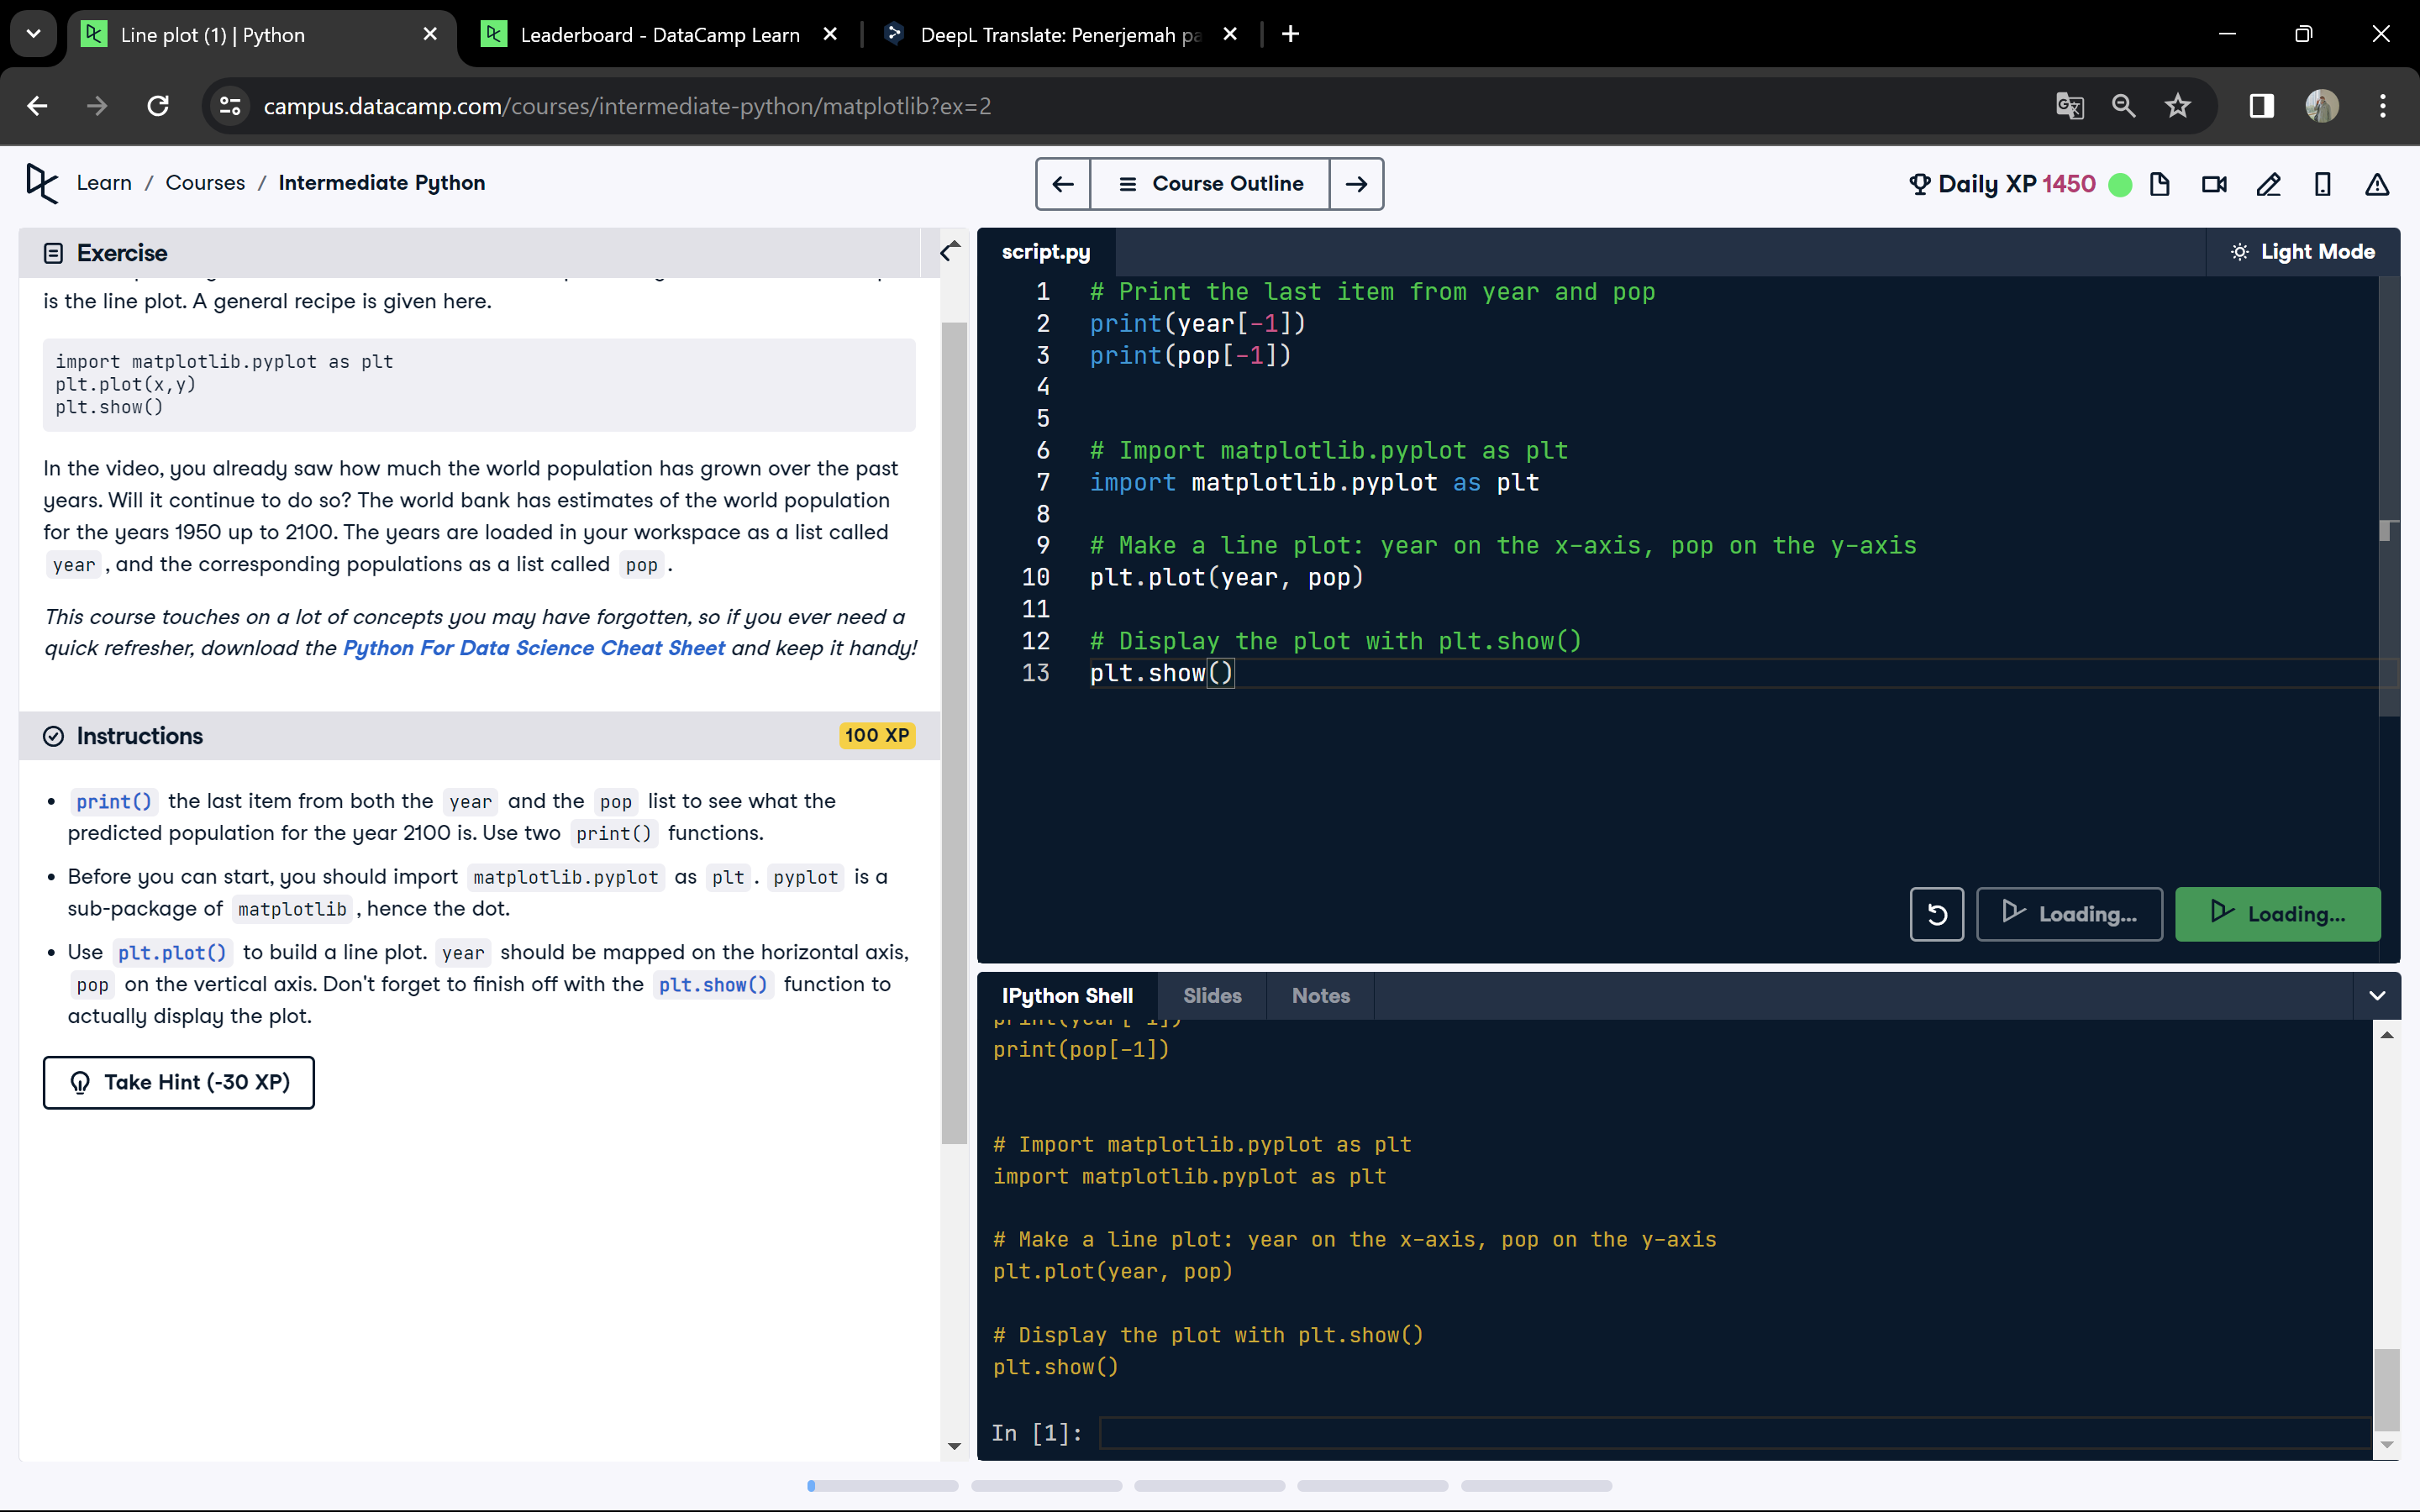 Line plot (1) | Python
Leaderboard - DataCamp Learn
DeepL Translate: Penerjemah pa
campus.datacamp.com/courses/intermediate-python/matplotlib?ex=2
Learn / Courses / Intermediate Python
Course Outline
Daily XP 1450
Exercise
is the line plot. A general recipe is given here.
import matplotlib.pyplot as plt
plt.plot(x,y)
plt.show()
In the video, you already saw how much the world population has grown over the past
years. Will it continue to do so? The world bank has estimates of the world population
for the years 1950 up to 2100. The years are loaded in your workspace as a list called
year , and the corresponding populations as a list called pop .
This course touches on a lot of concepts you may have forgotten, so if you ever need a
quick refresher, download the Python For Data Science Cheat Sheet and keep it handy!
Instructions
100 XP
• print() the last item from both the year and the pop list to see what the
predicted population for the year 2100 is. Use two print() functions.
• Before you can start, you should import matplotlib.pyplot as plt . pyplot is a
sub-package of matplotlib , hence the dot.
• Use plt.plot() to build a line plot. year should be mapped on the horizontal axis,
pop on the vertical axis. Don't forget to finish off with the plt.show() function to
actually display the plot.
Take Hint (-30 XP)
script.py
Light Mode
1 # Print the last item from year and pop
2 print(year[-1])
3 print(pop[-1])
4
5
6 # Import matplotlib.pyplot as plt
7 import matplotlib.pyplot as plt
8
9 # Make a line plot: year on the x-axis, pop on the y-axis
10 plt.plot(year, pop)
11
12 # Display the plot with plt.show()
13 plt.show()
Loading...
Loading...
IPython Shell
Slides
Notes
print(year[-1])
print(pop[-1])
# Import matplotlib.pyplot as plt
import matplotlib.pyplot as plt
# Make a line plot: year on the x-axis, pop on the y-axis
plt.plot(year, pop)
# Display the plot with plt.show()
plt.show()
In [1]: